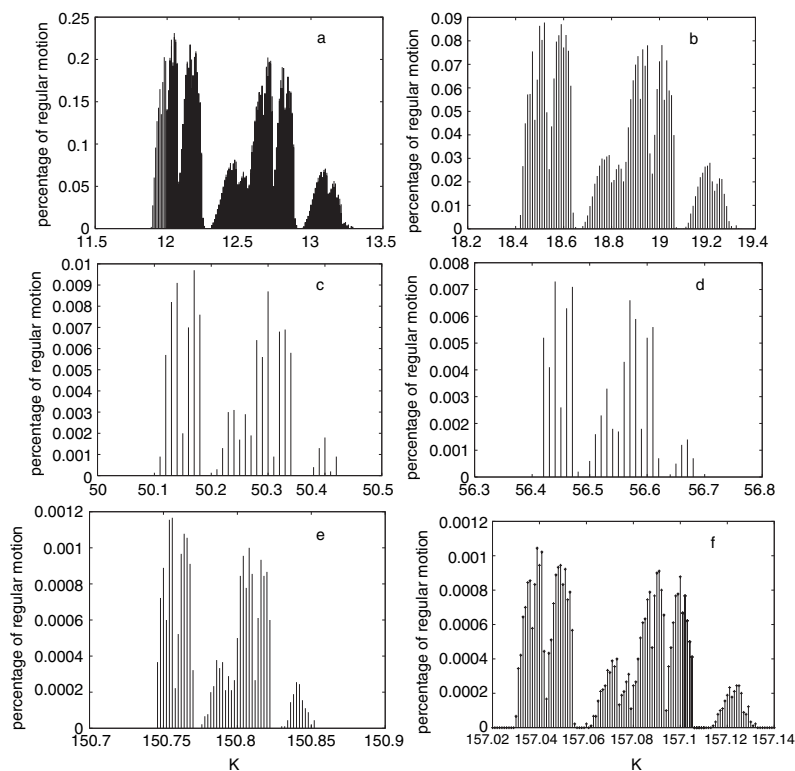 a
percentage of regular motion
0.25
0.2
0.15
0.1
0.05
0
11.5 12 12.5 13 13.5
b
percentage of regular motion
0.09
0.08
0.07
0.06
0.05
0.04
0.03
0.02
0.01
0
18.2 18.4 18.6 18.8 19 19.2 19.4
c
percentage of regular motion
0.01
0.009
0.008
0.007
0.006
0.005
0.004
0.003
0.002
0.001
0
50 50.1 50.2 50.3 50.4 50.5
d
percentage of regular motion
0.008
0.007
0.006
0.005
0.004
0.003
0.002
0.001
0
56.3 56.4 56.5 56.6 56.7 56.8
e
percentage of regular motion
0.0012
0.001
0.0008
0.0006
0.0004
0.0002
0
150.7 150.75 150.8 150.85 150.9
K
f
percentage of regular motion
0.0012
0.001
0.0008
0.0006
0.0004
0.0002
0
157.02 157.04 157.06 157.08 157.1 157.12 157.14
K